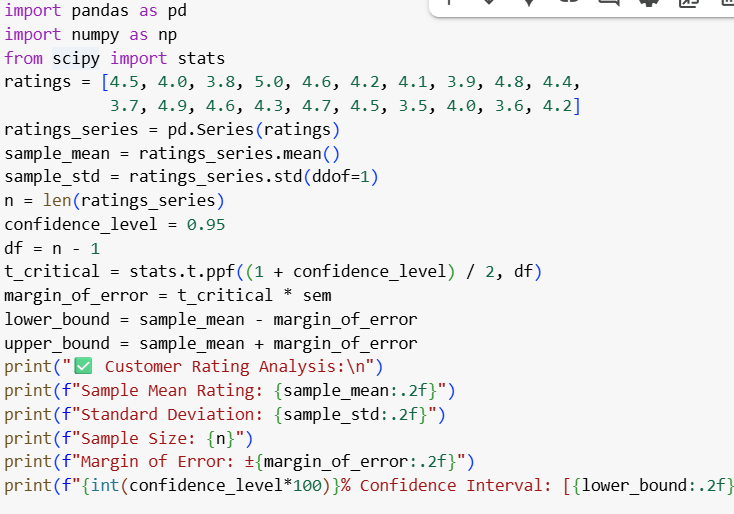 import pandas as pd
import numpy as np
from scipy import stats
ratings = [4.5, 4.0, 3.8, 5.0, 4.6, 4.2, 4.1, 3.9, 4.8, 4.4,
           3.7, 4.9, 4.6, 4.3, 4.7, 4.5, 3.5, 4.0, 3.6, 4.2]
ratings_series = pd.Series(ratings)
sample_mean = ratings_series.mean()
sample_std = ratings_series.std(ddof=1)
n = len(ratings_series)
confidence_level = 0.95
df = n - 1
t_critical = stats.t.ppf((1 + confidence_level) / 2, df)
margin_of_error = t_critical * sem
lower_bound = sample_mean - margin_of_error
upper_bound = sample_mean + margin_of_error
print("✅ Customer Rating Analysis:\n")
print(f"Sample Mean Rating: {sample_mean:.2f}")
print(f"Standard Deviation: {sample_std:.2f}")
print(f"Sample Size: {n}")
print(f"Margin of Error: ±{margin_of_error:.2f}")
print(f"{int(confidence_level*100)}% Confidence Interval: [{lower_bound:.2f}